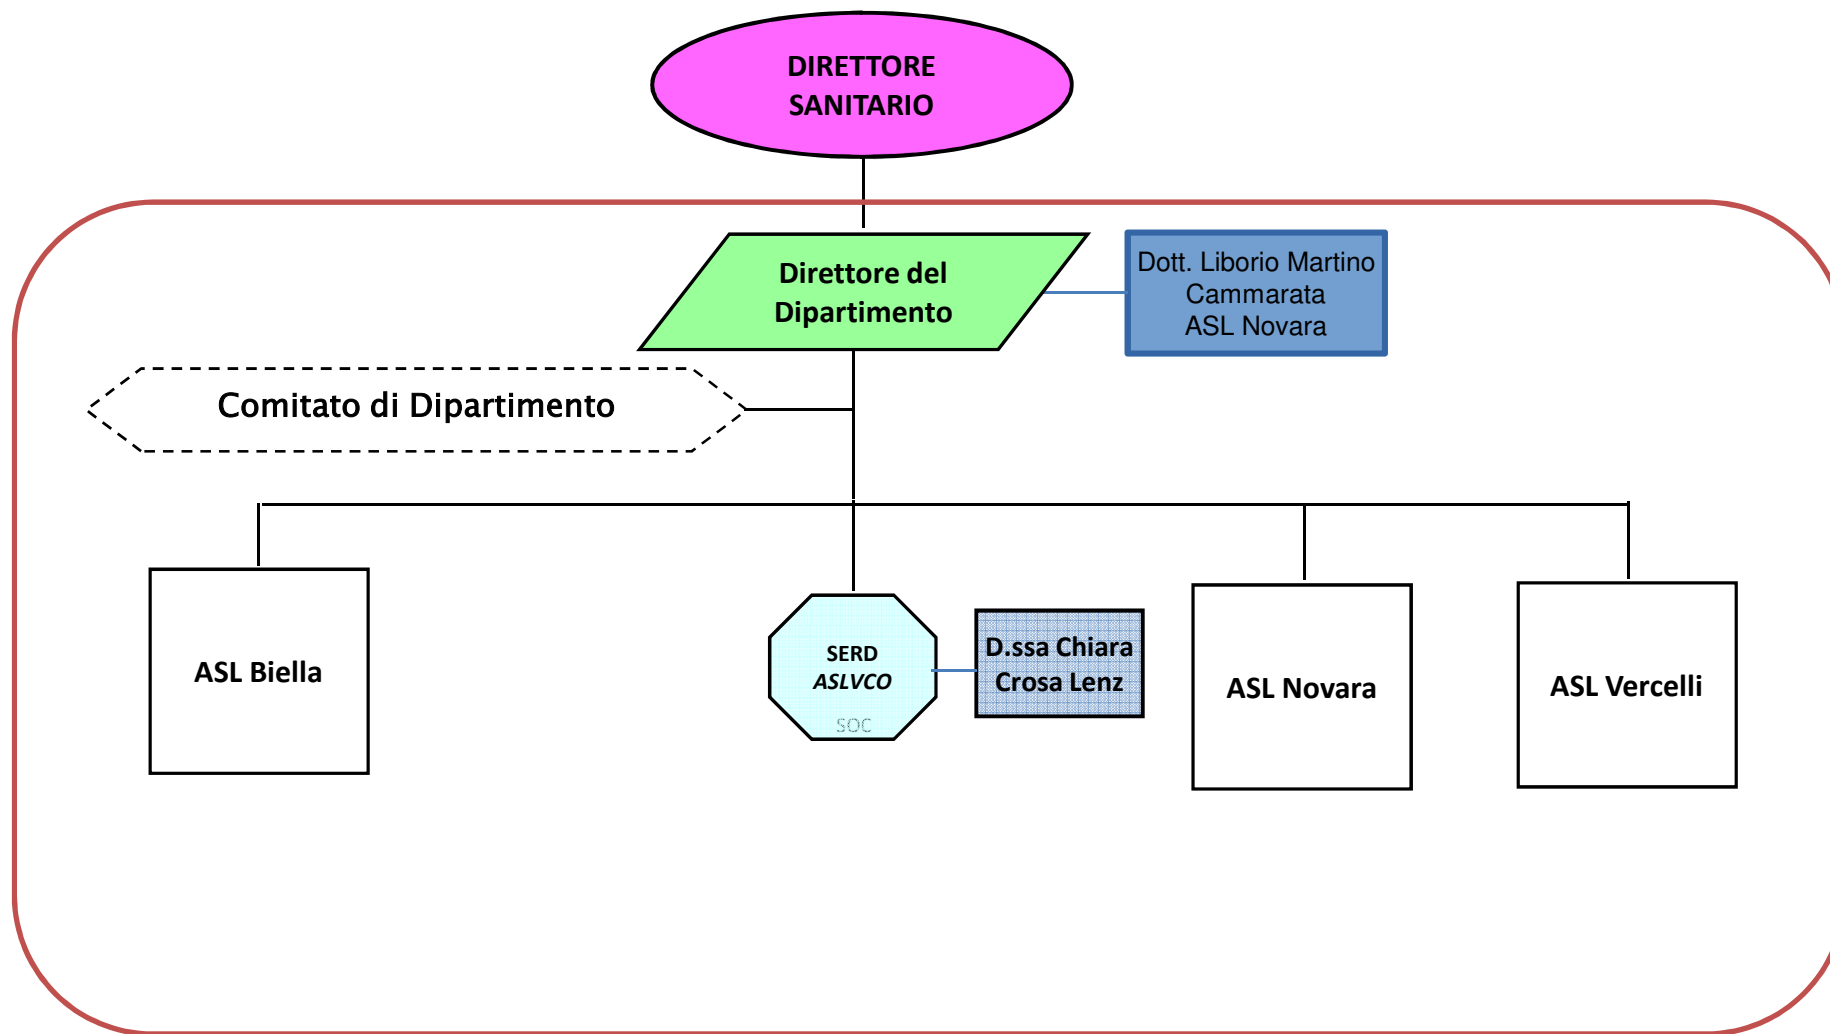 DIRETTORE
SANITARIO
Direttore del
Dipartimento
Dott. Liborio Martino
Cammarata
ASL Novara
Comitato di Dipartimento
ASL Biella
SERD
ASLVCO
SOC
D.ssa Chiara
Crosa Lenz
ASL Novara
ASL Vercelli